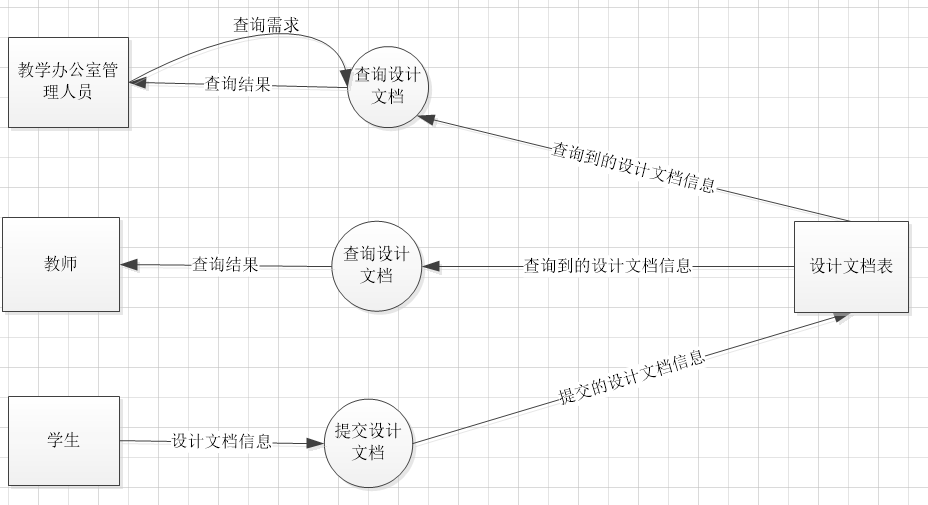 查询需求
教学办公室管
理人员
查询结果
查询设计
文档
查询到的设计文档信息
教师
查询结果
查询设计
文档
查询到的设计文档信息
设计文档表
提交的设计文档信息
学生
设计文档信息
提交设计
文档